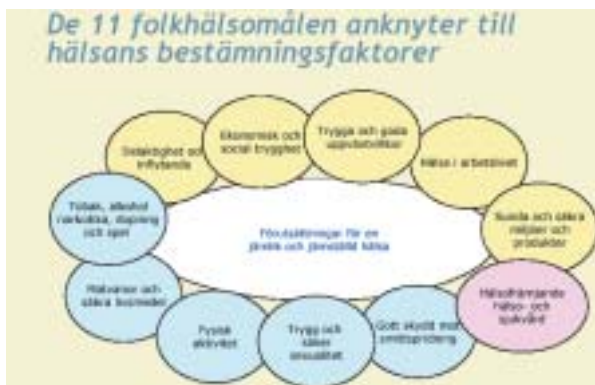 De 11 folkhälsomålen anknyter till
hälsans bestämningsfaktorer
Delaktighet och
inflytande
Ekonomisk och
social trygghet
Trygga och goda
uppväxtvillkor
Hälsa i arbetslivet
Sunda och säkra
miljöer och
produkter
Hälsofrämjande
hälso- och
sjukvård
Gott skydd mot
smittspridning
Trygg och
säker
sexualitet
Fysisk
aktivitet
Matvanor och
säkra livsmedel
Tobak, alkohol
narkotika, dopning
och spel
Förutsättningar för en
jämlik och jämställd hälsa